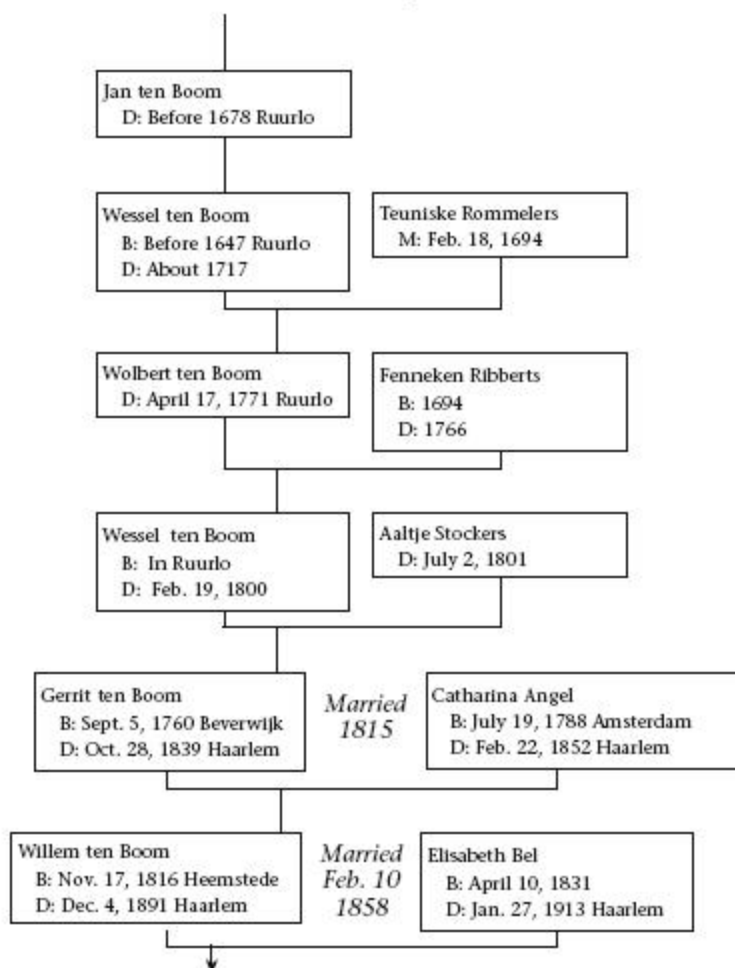 Jan ten Boom
D: Before 1678 Ruurlo
Wessel ten Boom
B: Before 1647 Ruurlo
D: About 1717
Teuniske Rommelers
M: Feb. 18, 1694
Wolbert ten Boom
D: April 17, 1771 Ruurlo
Fenneken Ribberts
B: 1694
D: 1766
Wessel ten Boom
B: In Ruurlo
D: Feb. 19, 1800
Aaltje Stockers
D: July 2, 1801
Gerrit ten Boom
B: Sept. 5, 1760 Beverwijk
D: Oct. 28, 1839 Haarlem
Married
1815
Catharina Angel
B: July 19, 1788 Amsterdam
D: Feb. 22, 1852 Haarlem
Willem ten Boom
B: Nov. 17, 1816 Heemstede
D: Dec. 4, 1891 Haarlem
Married
Feb. 10
1858
Elisabeth Bel
B: April 10, 1831
D: Jan. 27, 1913 Haarlem